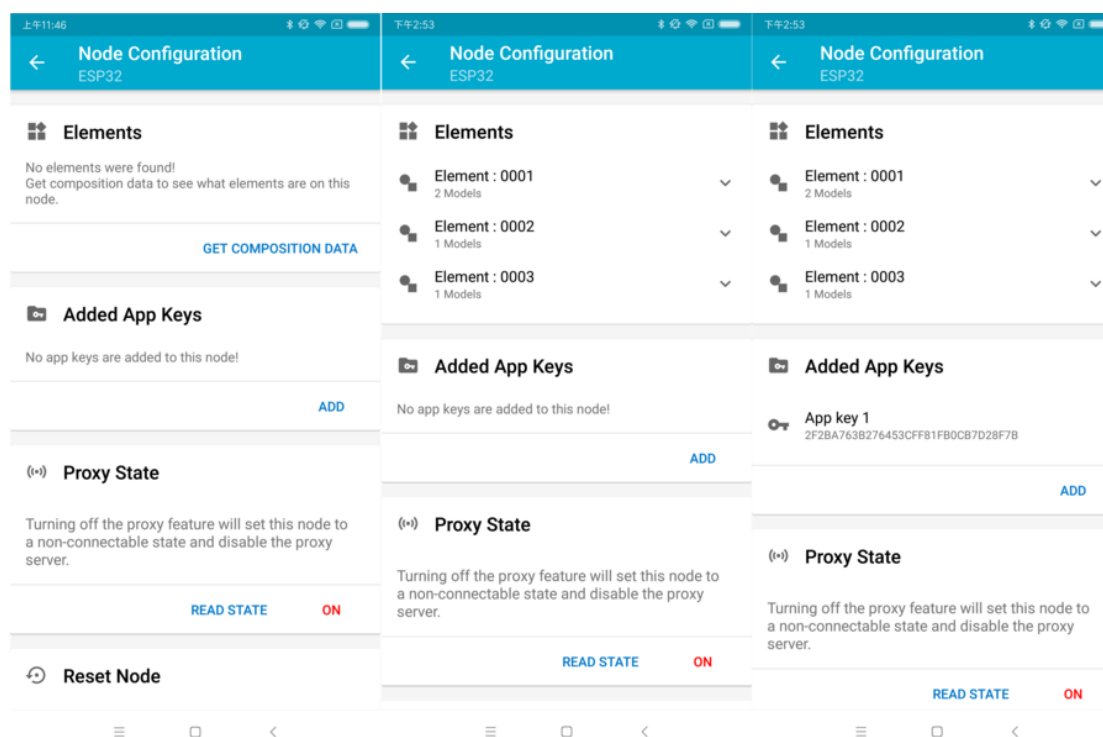 上午11:46
Node Configuration
ESP32
Elements
No elements were found!
Get composition data to see what elements are on this
node.
GET COMPOSITION DATA
Added App Keys
No app keys are added to this node!
ADD
Proxy State
Turning off the proxy feature will set this node to
a non-connectable state and disable the proxy
server.
READ STATE
ON
Reset Node
下午2:53
Node Configuration
ESP32
Elements
Element : 0001
2 Models
Element : 0002
1 Models
Element : 0003
1 Models
Added App Keys
No app keys are added to this node!
ADD
Proxy State
Turning off the proxy feature will set this node to
a non-connectable state and disable the proxy
server.
READ STATE
ON
下午2:53
Node Configuration
ESP32
Elements
Element : 0001
2 Models
Element : 0002
1 Models
Element : 0003
1 Models
Added App Keys
App key 1
2F2BA763B276453CFF81FB0CB7D28F7B
ADD
Proxy State
Turning off the proxy feature will set this node to
a non-connectable state and disable the proxy
server.
READ STATE
ON